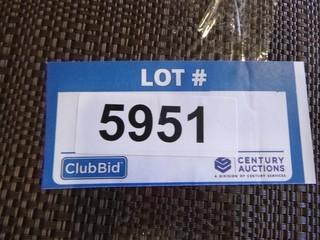 LOT #
5951
ClubBid
CENTURY
AUCTIONS
A DIVISION OF CENTURY SERVICES